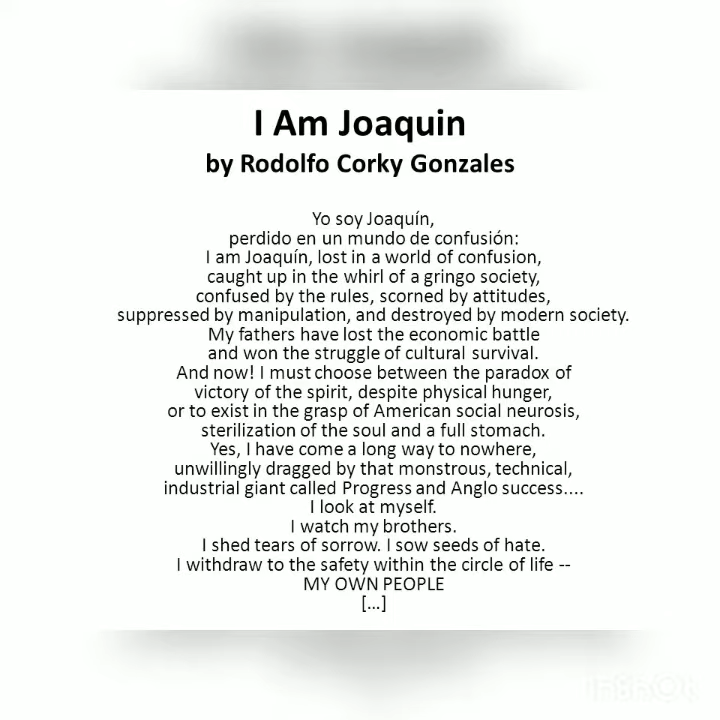 I Am Joaquin
by Rodolfo Corky Gonzales
Yo soy Joaquín,
perdido en un mundo de confusión:
I am Joaquín, lost in a world of confusion,
caught up in the whirl of a gringo society,
confused by the rules, scorned by attitudes,
suppressed by manipulation, and destroyed by modern society.
My fathers have lost the economic battle
and won the struggle of cultural survival.
And now! I must choose between the paradox of
victory of the spirit, despite physical hunger,
or to exist in the grasp of American social neurosis,
sterilization of the soul and a full stomach.
Yes, I have come a long way to nowhere,
unwillingly dragged by that monstrous, technical,
industrial giant called Progress and Anglo success....
I look at myself.
I watch my brothers.
I shed tears of sorrow. I sow seeds of hate.
I withdraw to the safety within the circle of life --
MY OWN PEOPLE
[...]